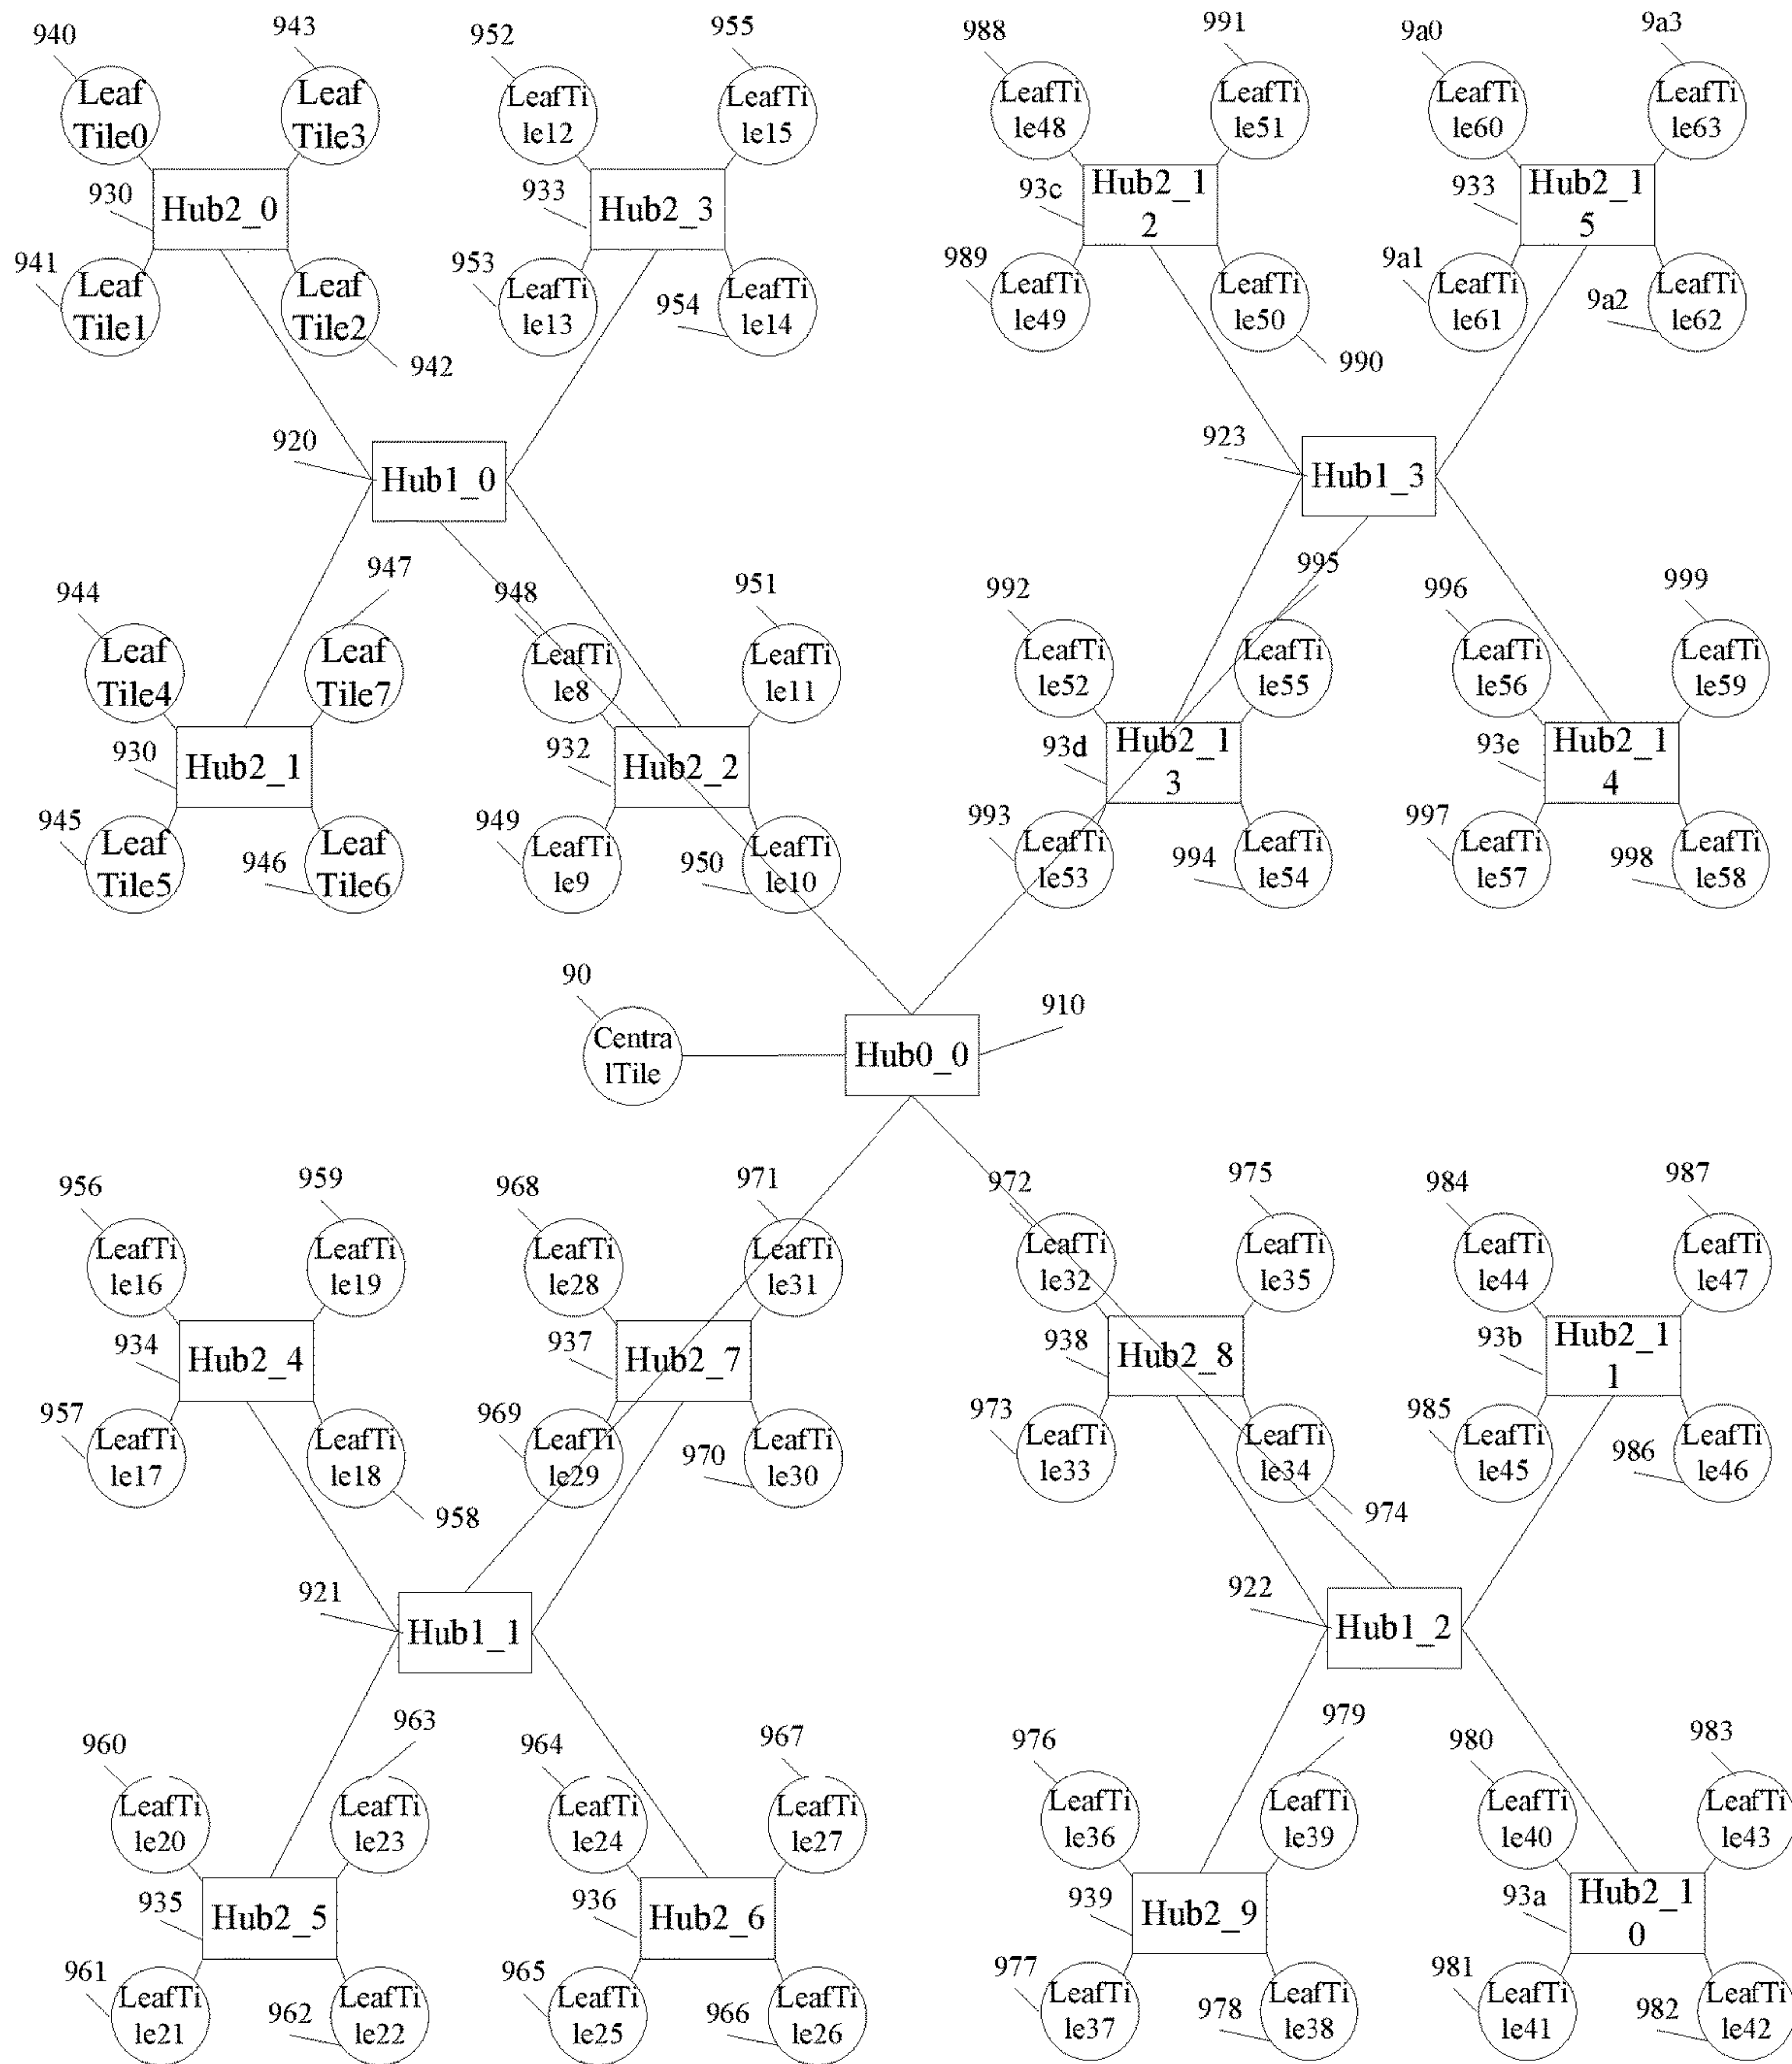 940
943
952
955
988
991
9a0
9a3
Leaf
Tile0
Leaf
Tile3
LeafTi
le12
LeafTi
le15
LeafTi
le48
LeafTi
le51
LeafTi
le60
LeafTi
le63
930
Hub2_0
933
Hub2_3
93c
Hub2_1
2
933
Hub2_1
5
941
Leaf
Tile1
Leaf
Tile2
942
953
LeafTi
le13
954
LeafTi
le14
989
LeafTi
le49
LeafTi
le50
990
9a1
LeafTi
le61
9a2
LeafTi
le62
920
Hub1_0
923
Hub1_3
944
947
948
951
992
995
996
999
Leaf
Tile4
Leaf
Tile7
LeafTi
le8
LeafTi
le11
LeafTi
le52
LeafTi
le55
LeafTi
le56
LeafTi
le59
930
Hub2_1
932
Hub2_2
93d
Hub2_1
3
93e
Hub2_1
4
945
Leaf
Tile5
946
Leaf
Tile6
949
LeafTi
le9
950
LeafTi
le10
993
LeafTi
le53
994
LeafTi
le54
997
LeafTi
le57
998
LeafTi
le58
90
Centra
lTile
Hub0_0
910
956
959
968
971
972
975
984
987
LeafTi
le16
LeafTi
le19
LeafTi
le28
LeafTi
le31
LeafTi
le32
LeafTi
le35
LeafTi
le44
LeafTi
le47
934
Hub2_4
937
Hub2_7
938
Hub2_8
93b
Hub2_1
1
957
LeafTi
le17
LeafTi
le18
958
969
LeafTi
le29
970
LeafTi
le30
973
LeafTi
le33
LeafTi
le34
974
985
LeafTi
le45
986
LeafTi
le46
921
Hub1_1
922
Hub1_2
960
963
964
967
976
979
980
983
LeafTi
le20
LeafTi
le23
LeafTi
le24
LeafTi
le27
LeafTi
le36
LeafTi
le39
LeafTi
le40
LeafTi
le43
935
Hub2_5
936
Hub2_6
939
Hub2_9
93a
Hub2_1
0
961
LeafTi
le21
962
LeafTi
le22
965
LeafTi
le25
966
LeafTi
le26
977
LeafTi
le37
978
LeafTi
le38
981
LeafTi
le41
982
LeafTi
le42